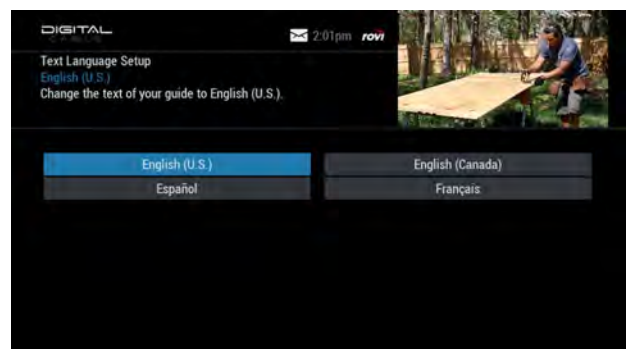 DIGITAL
CABLE
2:01pm rovi
Text Language Setup
English (U.S.)
Change the text of your guide to English (U.S.).
English (U.S.) English (Canada)
Español Français